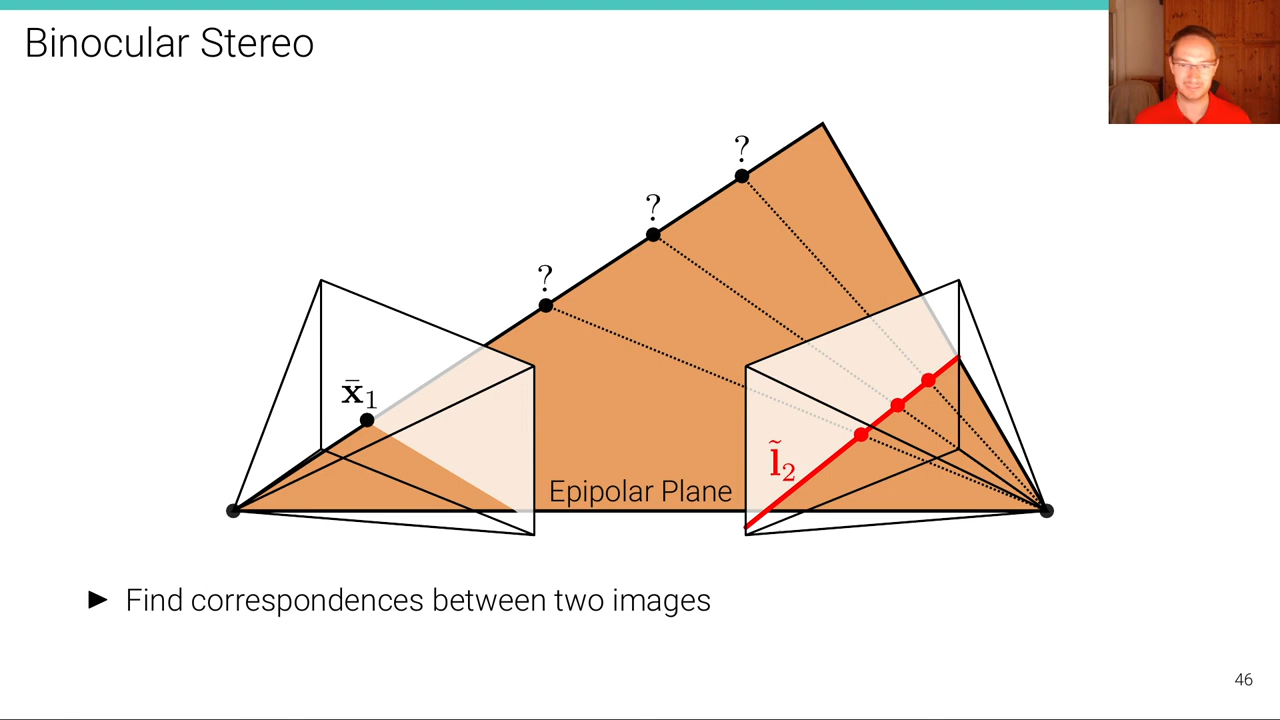 Binocular Stereo
?
?
?
x̄₁
l̃₂
Epipolar Plane
► Find correspondences between two images
46